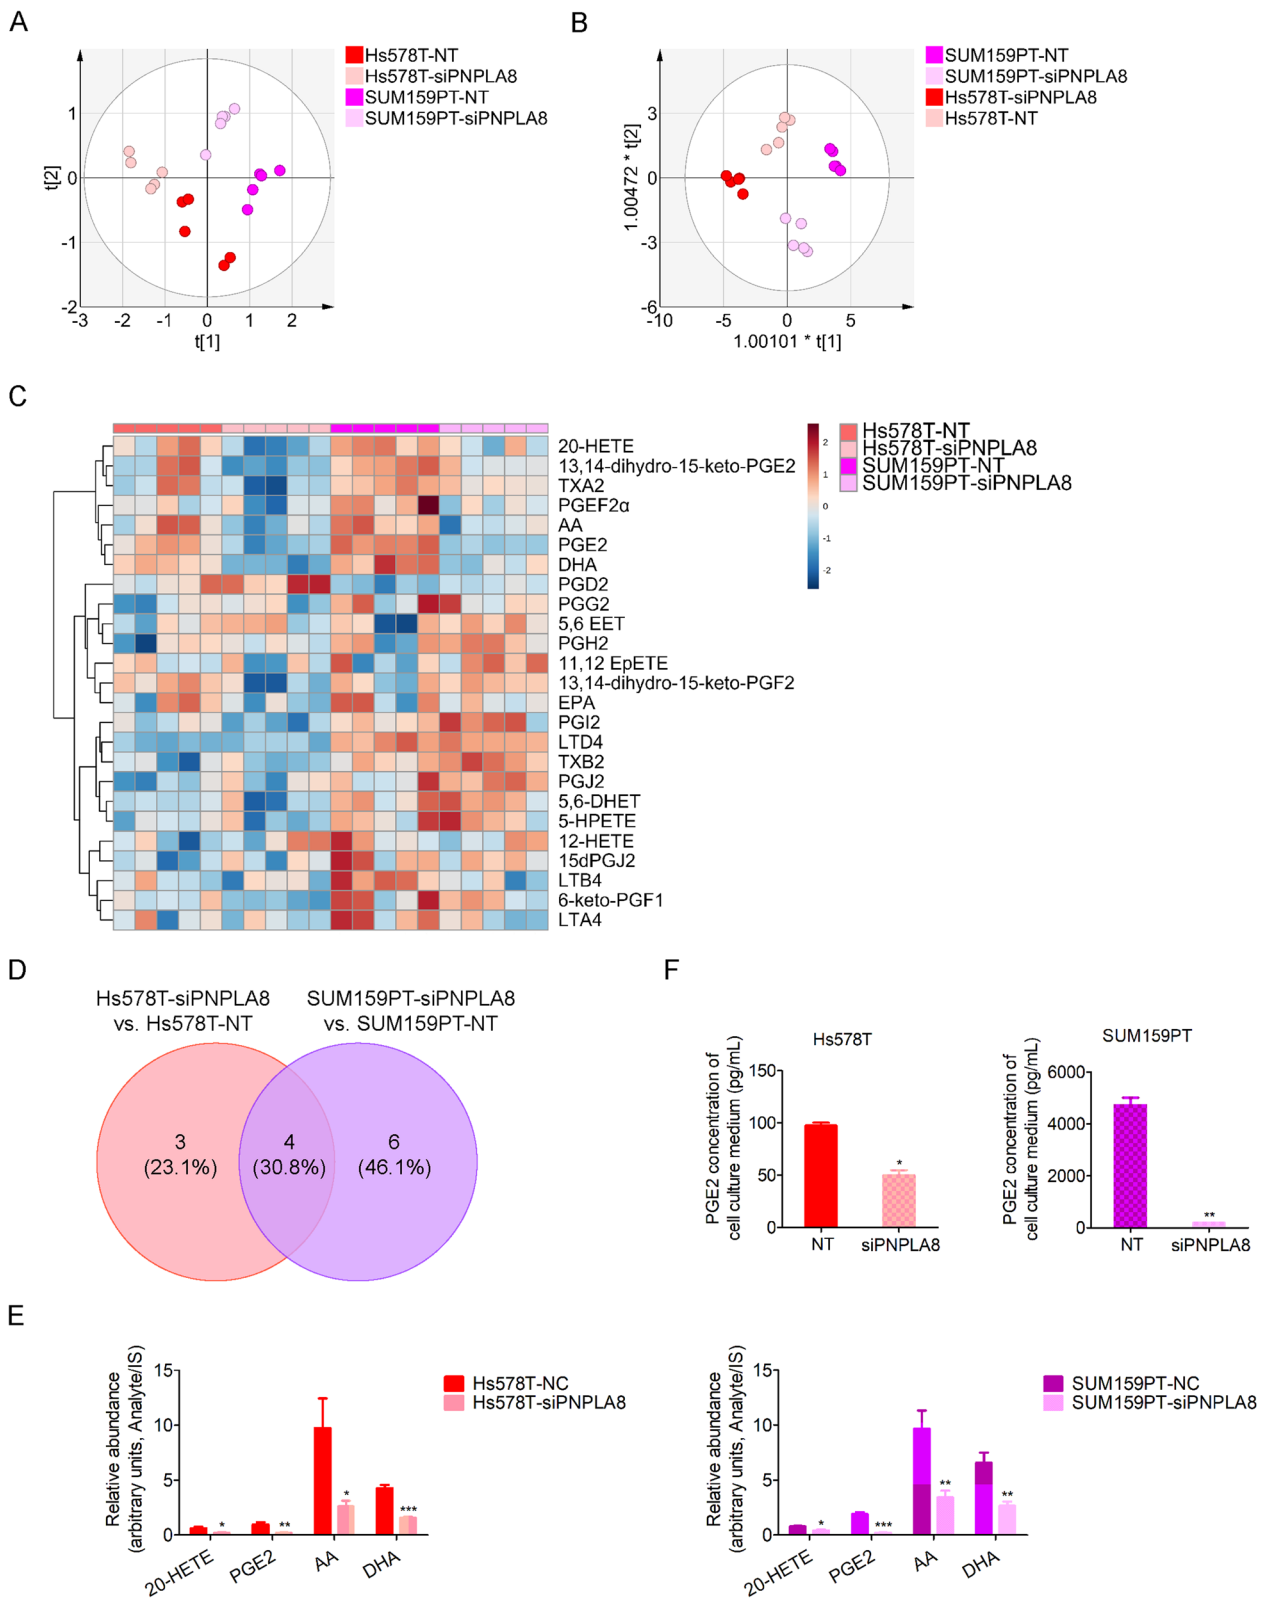 A
Hs578T-NT
Hs578T-siPNPLA8
SUM159PT-NT
SUM159PT-siPNPLA8
t[2]
1
0
-1
-2
-3
-2
-1
0
1
2
t[1]
B
SUM159PT-NT
SUM159PT-siPNPLA8
Hs578T-siPNPLA8
Hs578T-NT
1.00472 * t[2]
3
0
-3
-6
-10
-5
0
5
1.00101 * t[1]
C
20-HETE
13,14-dihydro-15-keto-PGE2
TXA2
PGEF2α
AA
PGE2
DHA
PGD2
PGG2
5,6 EET
PGH2
11,12 EpETE
13,14-dihydro-15-keto-PGF2
EPA
PGI2
LTD4
TXB2
PGJ2
5,6-DHET
5-HPETE
12-HETE
15dPGJ2
LTB4
6-keto-PGF1
LTA4
2
1
0
-1
-2
Hs578T-NT
Hs578T-siPNPLA8
SUM159PT-NT
SUM159PT-siPNPLA8
D
Hs578T-siPNPLA8
vs. Hs578T-NT
SUM159PT-siPNPLA8
vs. SUM159PT-NT
3
(23.1%)
4
(30.8%)
6
(46.1%)
F
Hs578T
PGE2 concentration of
cell culture medium (pg/mL)
150
100
50
0
*
NT
siPNPLA8
SUM159PT
PGE2 concentration of
cell culture medium (pg/mL)
6000
4000
2000
0
**
NT
siPNPLA8
E
Relative abundance
(arbitrary units, Analyte/IS)
15
10
5
0
*
**
*
***
20-HETE
PGE2
AA
DHA
Hs578T-NC
Hs578T-siPNPLA8
Relative abundance
(arbitrary units, Analyte/IS)
15
10
5
0
*
***
**
**
20-HETE
PGE2
AA
DHA
SUM159PT-NC
SUM159PT-siPNPLA8